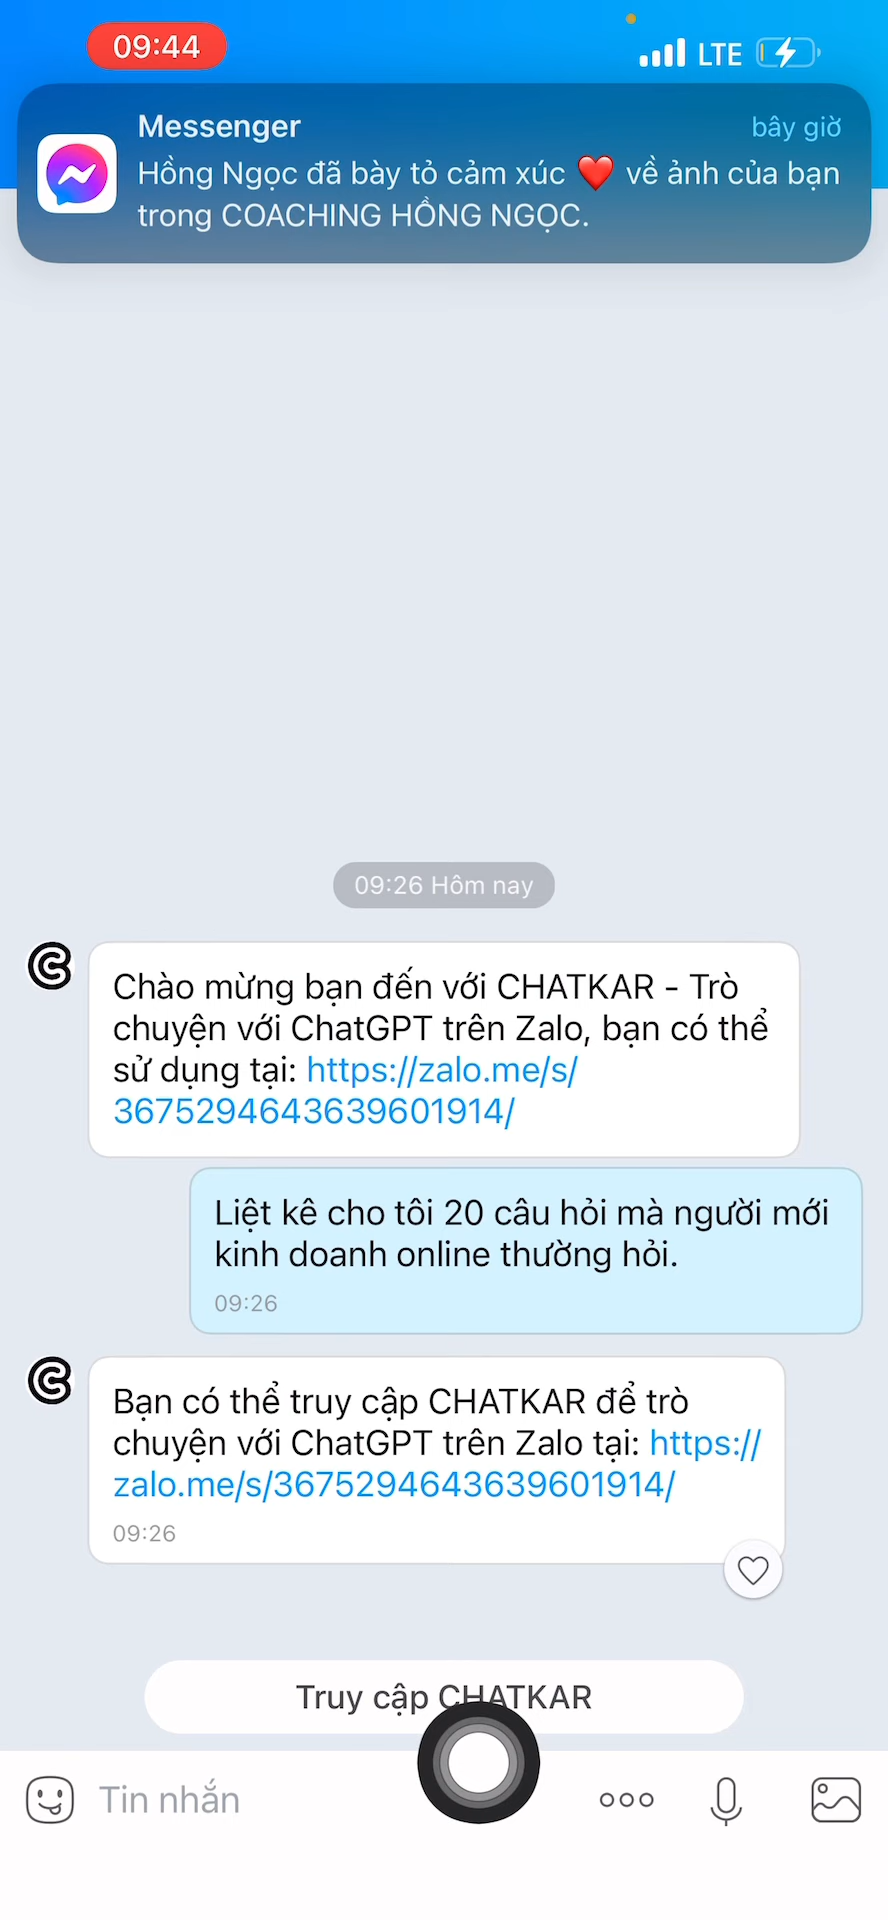 09:44
LTE
Messenger
bây giờ
Hồng Ngọc đã bày tỏ cảm xúc ❤️ về ảnh của bạn
trong COACHING HỒNG NGỌC.
09:26 Hôm nay
Chào mừng bạn đến với CHATKAR - Trò
chuyện với ChatGPT trên Zalo, bạn có thể
sử dụng tại: https://zalo.me/s/
3675294643639601914/
Liệt kê cho tôi 20 câu hỏi mà người mới
kinh doanh online thường hỏi.
09:26
Bạn có thể truy cập CHATKAR để trò
chuyện với ChatGPT trên Zalo tại: https://
zalo.me/s/3675294643639601914/
09:26
Truy cập CHATKAR
Tin nhắn